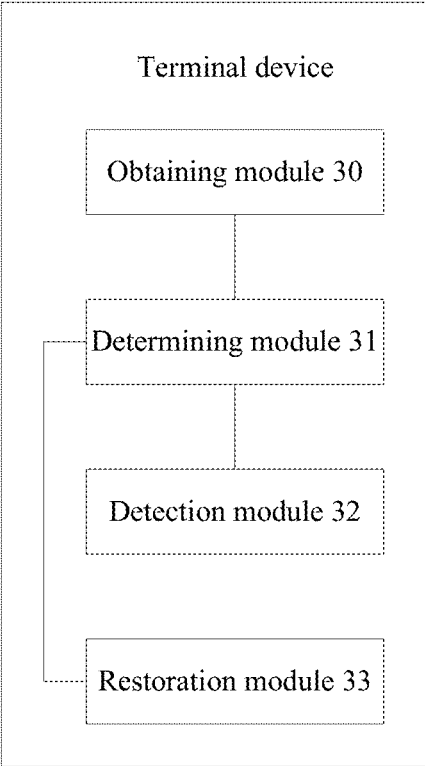 Terminal device
Obtaining module 30
Determining module 31
Detection module 32
Restoration module 33